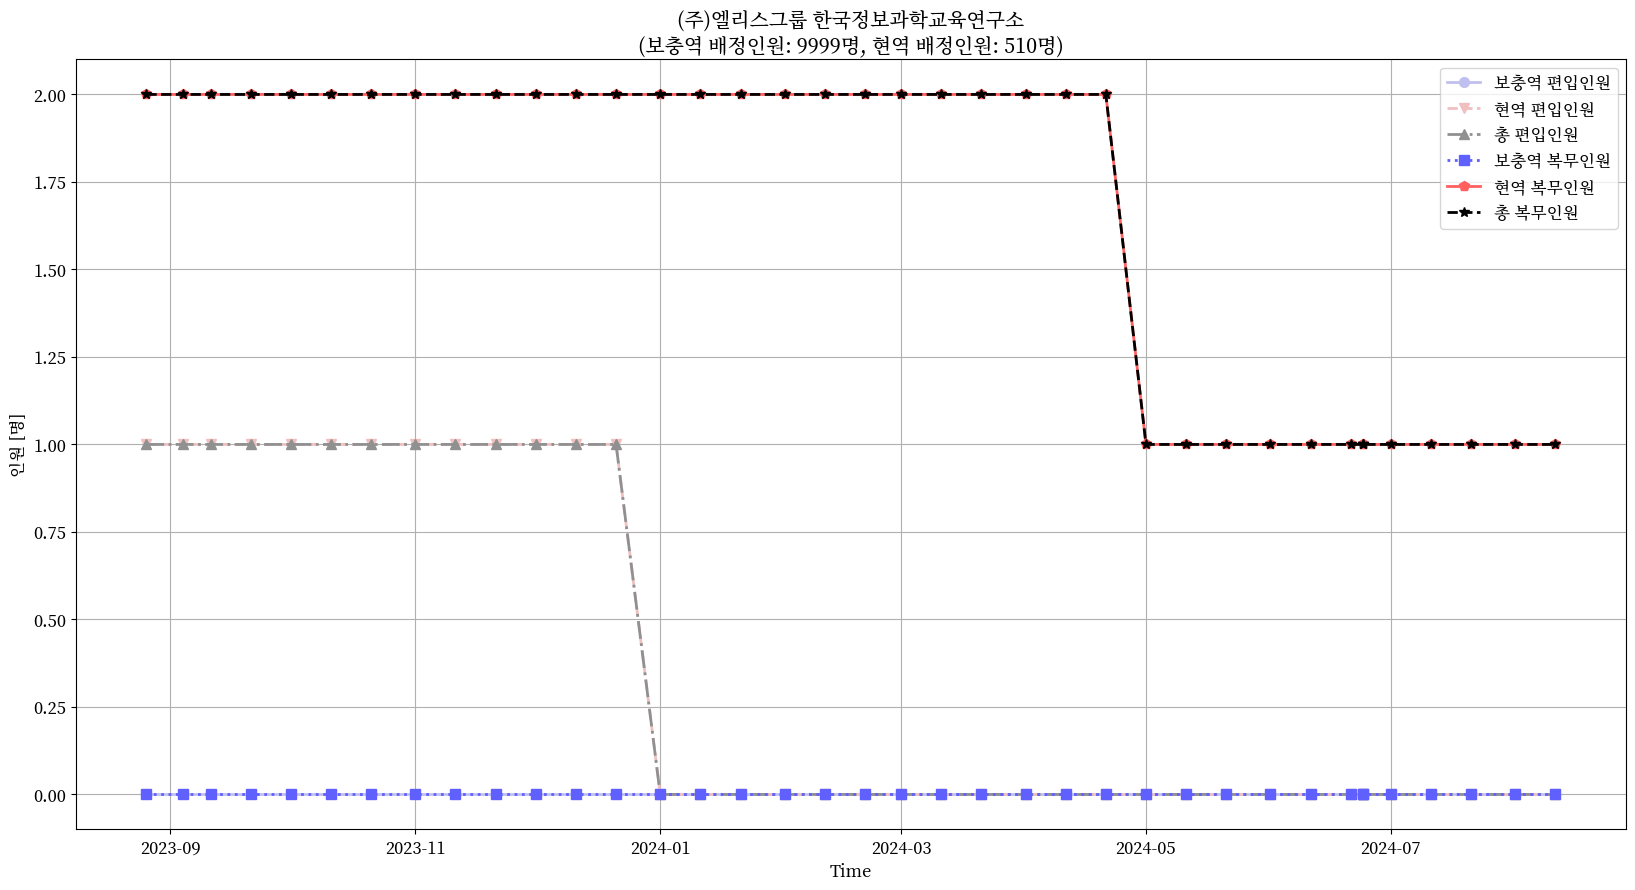 (주)엘리스그룹 한국정보과학교육연구소
(보충역 배정인원: 9999명, 현역 배정인원: 510명)
보충역 편입인원
현역 편입인원
총 편입인원
보충역 복무인원
현역 복무인원
총 복무인원
2.00
1.75
1.50
1.25
1.00
0.75
0.50
0.25
0.00
인원 [명]
2023-09 2023-11 2024-01 2024-03 2024-05 2024-07
Time